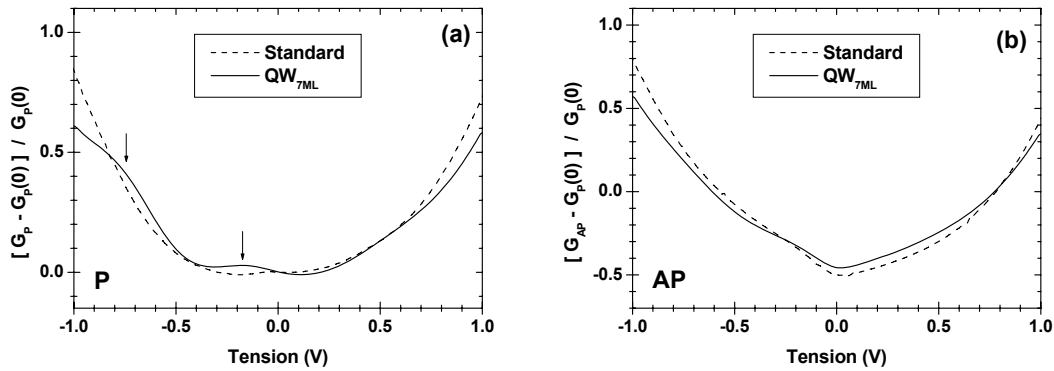 (a)
Standard
QW7ML
[ GP - GP(0) ] / GP(0)
1.0
0.5
0.0
P
-1.0
-0.5
0.0
0.5
1.0
Tension (V)
(b)
Standard
QW7ML
[ GAP - GP(0) ] / GP(0)
1.0
0.5
0.0
-0.5
AP
-1.0
-0.5
0.0
0.5
1.0
Tension (V)